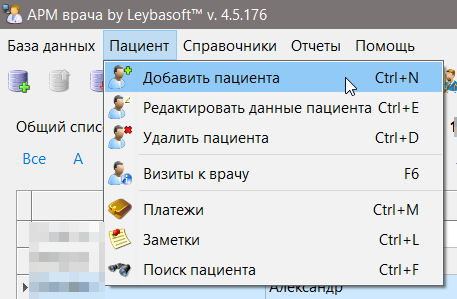 АРМ врача by Leybasoft™ v. 4.5.176
База данных Пациент Справочники Отчеты Помощь
Добавить пациента Ctrl+N
Редактировать данные пациента Ctrl+E
Удалить пациента Ctrl+D
Визиты к врачу F6
Платежи Ctrl+M
Заметки Ctrl+L
Поиск пациента Ctrl+F
Общий
Все А
Александр